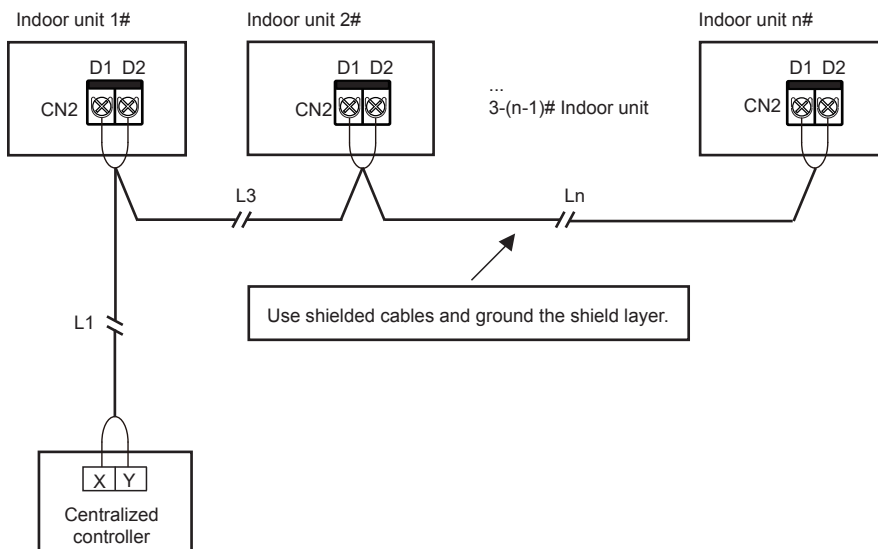 Indoor unit 1#
Indoor unit 2#
Indoor unit n#
D1 D2
D1 D2
D1 D2
CN2
CN2
...
3-(n-1)# Indoor unit
CN2
L3
Ln
Use shielded cables and ground the shield layer.
L1
X Y
Centralized
controller